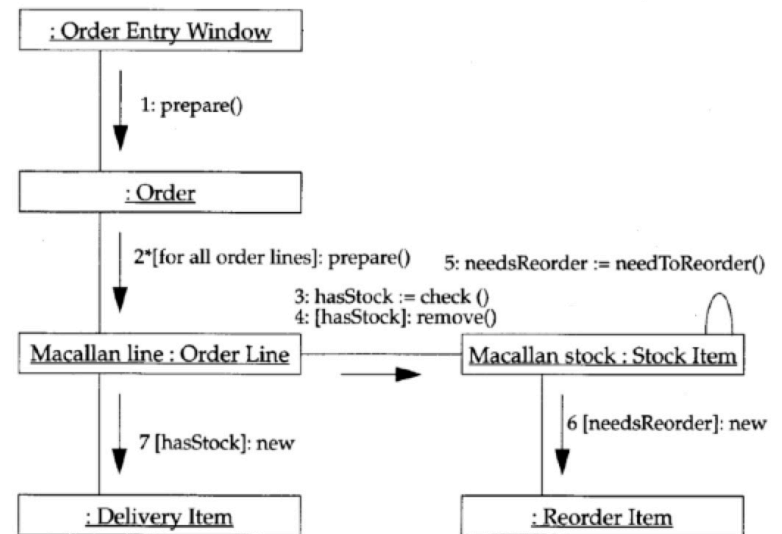 : Order Entry Window
1: prepare()
: Order
2*[for all order lines]: prepare()
5: needsReorder := needToReorder()
3: hasStock := check ()
4: [hasStock]: remove()
Macallan line : Order Line
Macallan stock : Stock Item
7 [hasStock]: new
6 [needsReorder]: new
: Delivery Item
: Reorder Item